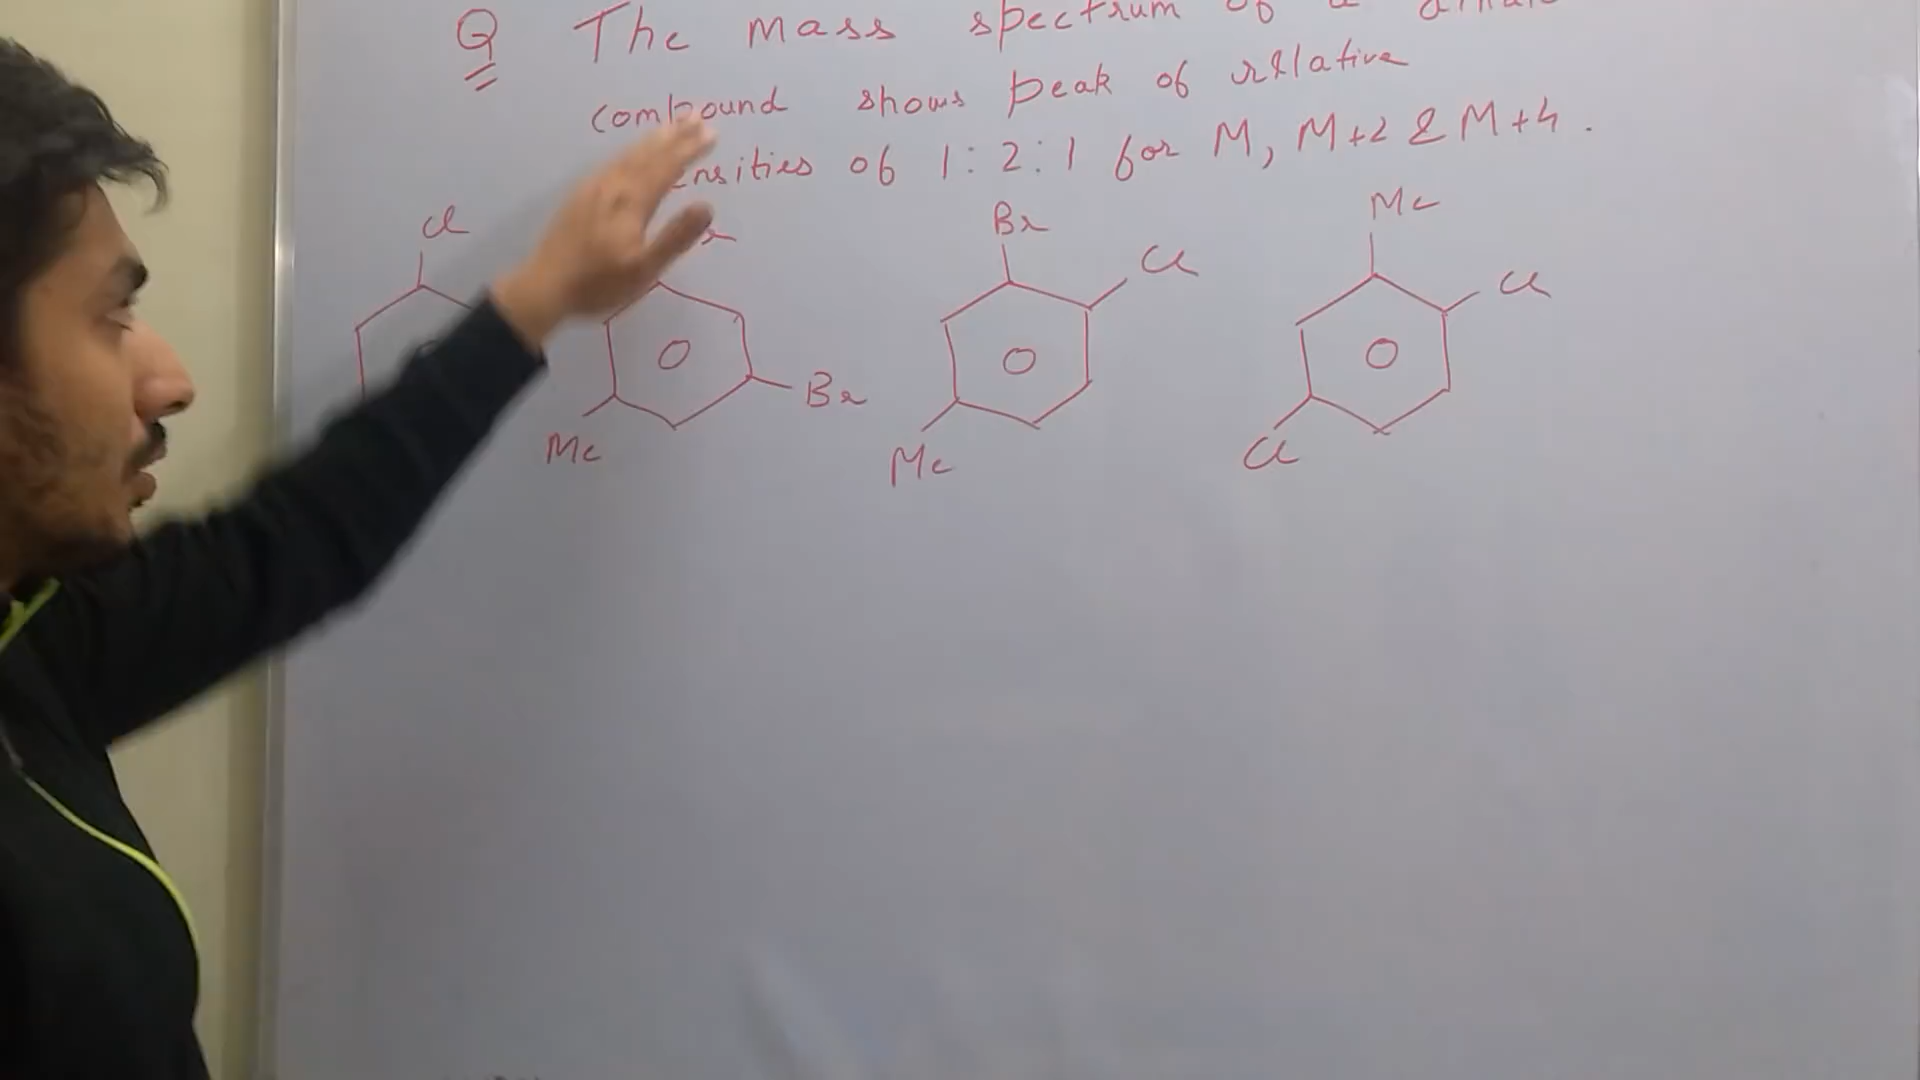 Q The mass spectrum of a
compound shows peak of relative
of 1:2:1 for M, M+2 & M+4.
Cl
Br Cl
Me
Cl
Br
Me
Me
Cl